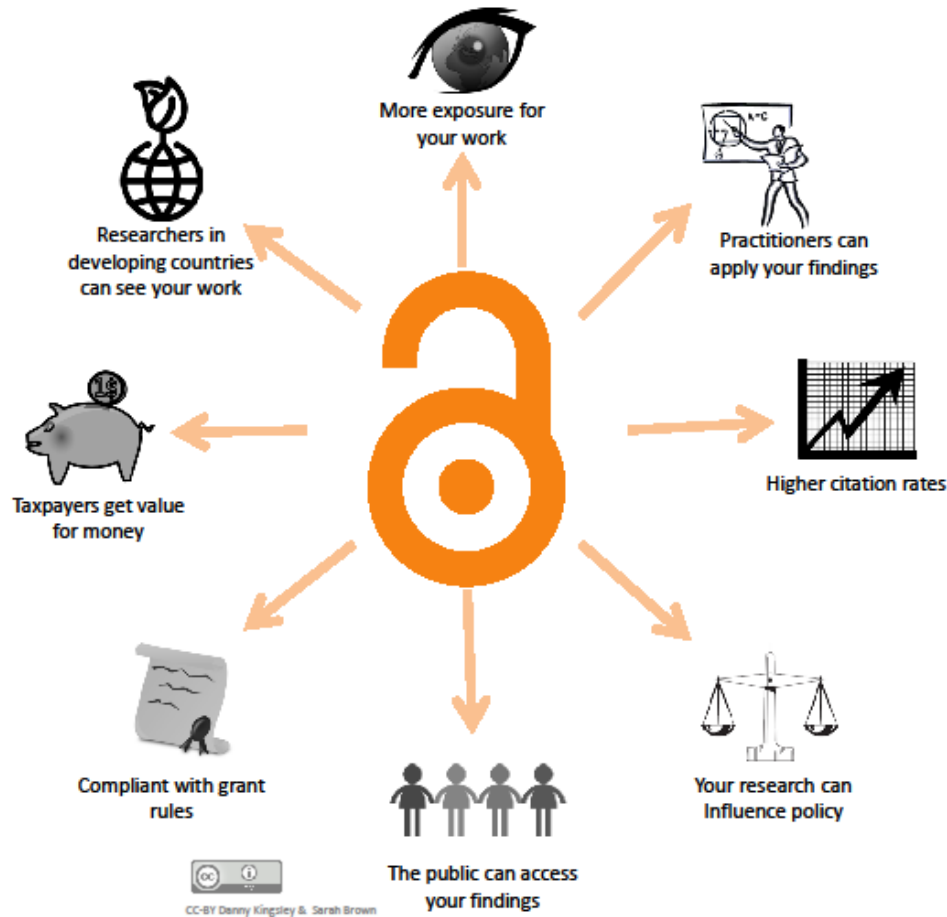 More exposure for
your work
Practitioners can
apply your findings
Higher citation rates
Your research can
Influence policy
The public can access
your findings
Compliant with grant
rules
Taxpayers get value
for money
Researchers in
developing countries
can see your work
1$
cc
CC-BY Danny Kingsley & Sarah Brown